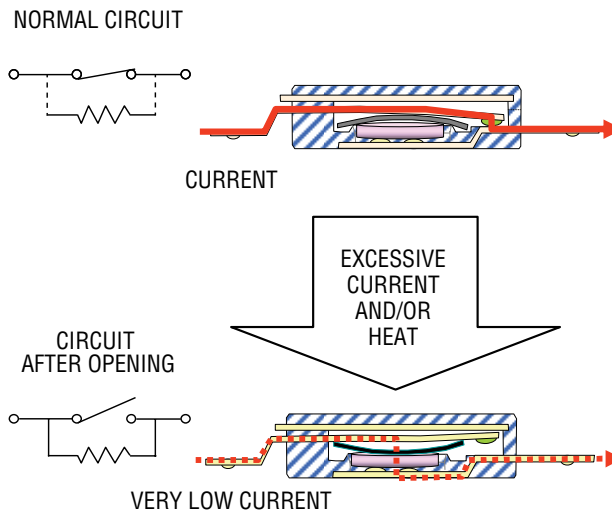 NORMAL CIRCUIT
CURRENT
EXCESSIVE
CURRENT
AND/OR
HEAT
CIRCUIT
AFTER OPENING
VERY LOW CURRENT